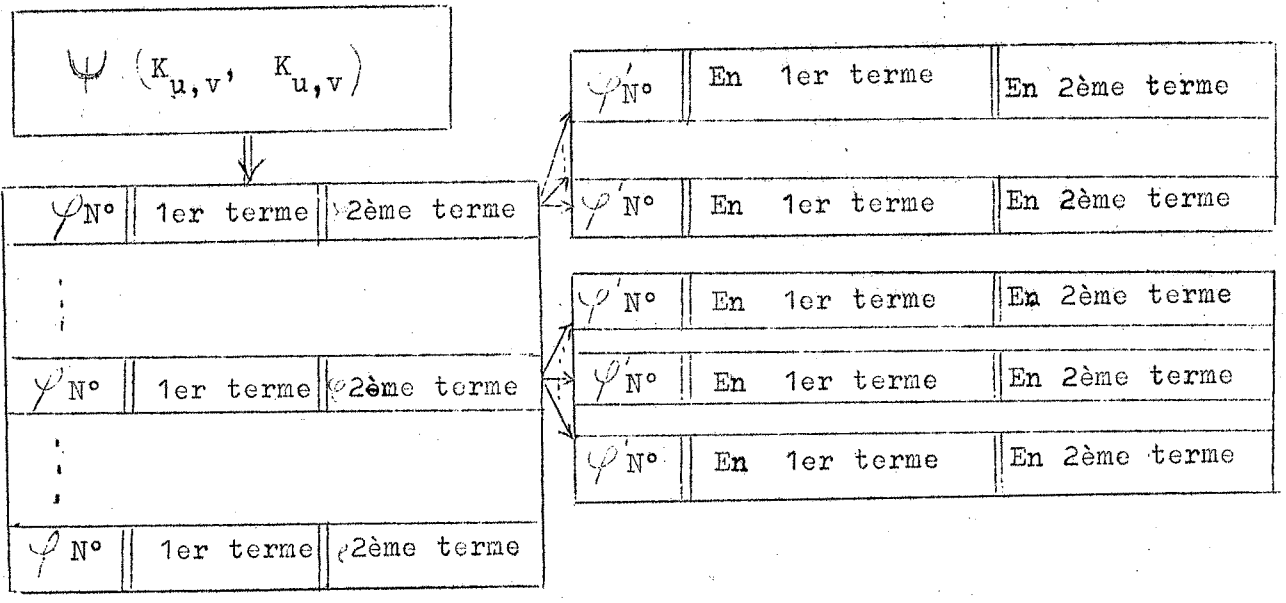 Ψ (K_{u,v}, K_{u,v})
φ N° 1er terme 2ème terme
φ N° 1er terme 2ème terme
φ N° 1er terme 2ème terme
φ' N° En 1er terme En 2ème terme
φ' N° En 1er terme En 2ème terme
φ' N° En 1er terme En 2ème terme
φ' N° En 1er terme En 2ème terme
φ' N° En 1er terme En 2ème terme